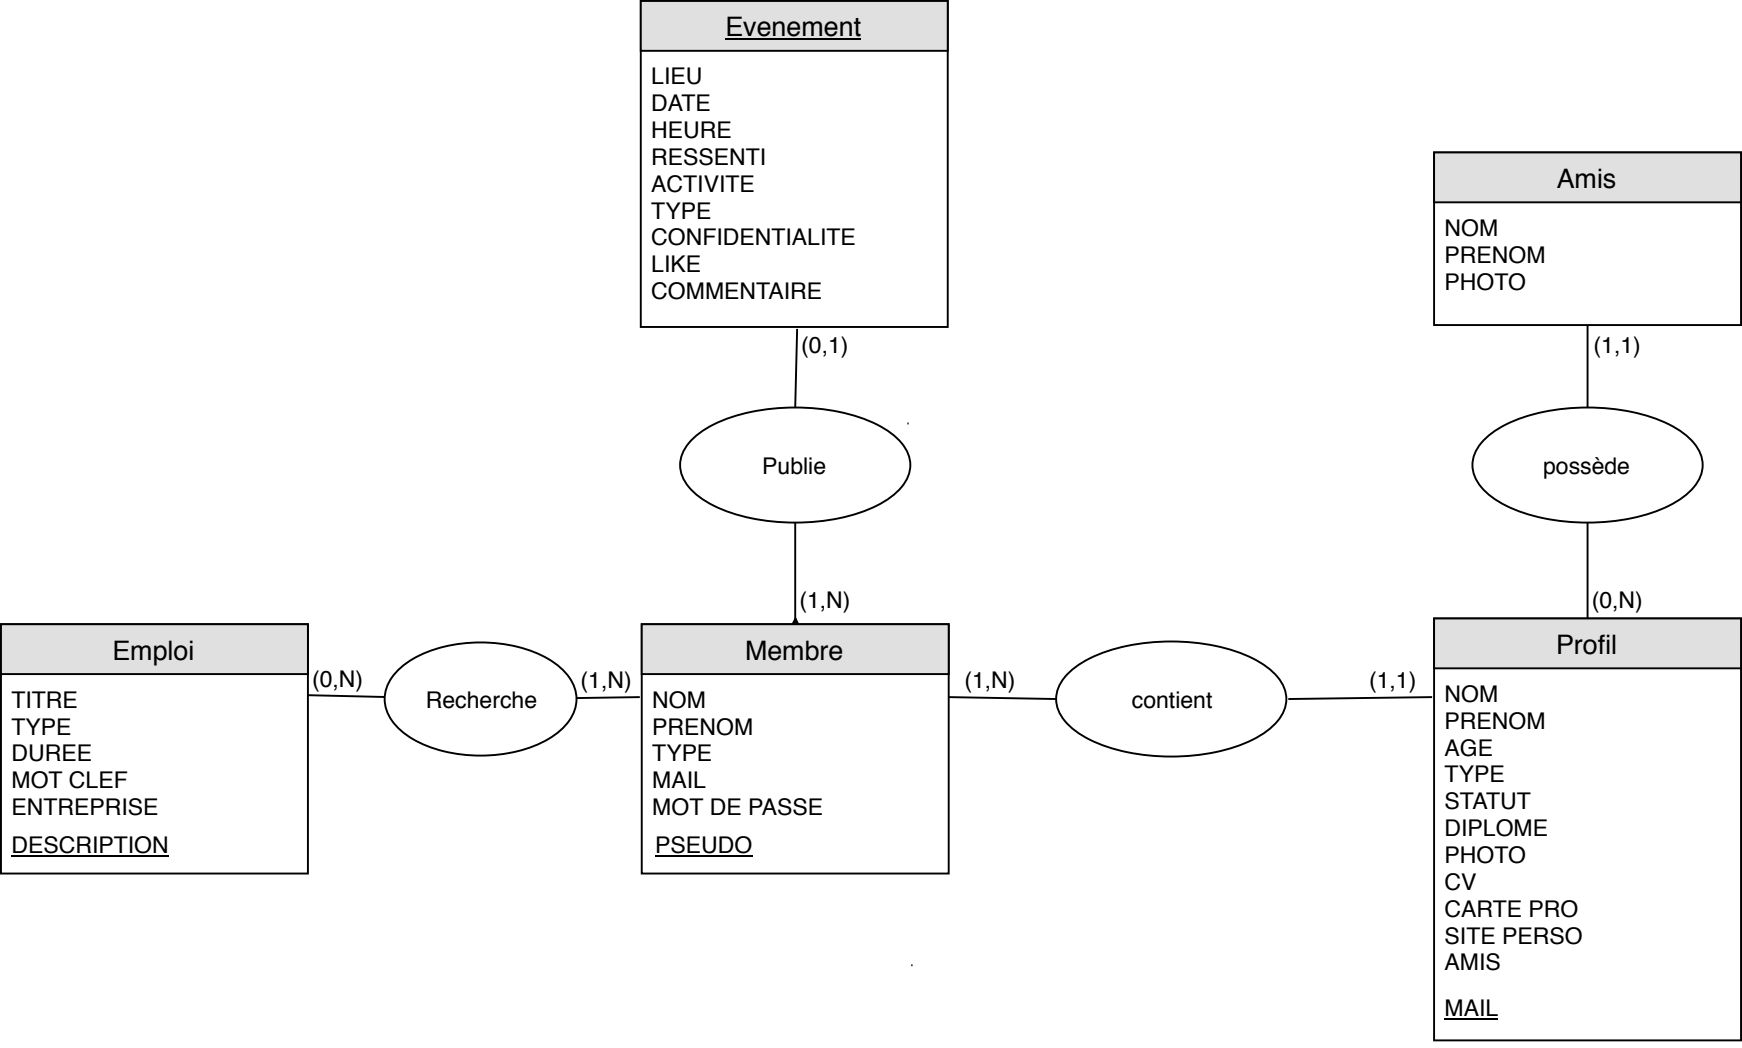 Evenement
LIEU
DATE
HEURE
RESSENTI
ACTIVITE
TYPE
CONFIDENTIALITE
LIKE
COMMENTAIRE
(0,1)
Publie
(1,N)
Amis
NOM
PRENOM
PHOTO
(1,1)
possède
(0,N)
Emploi
TITRE
TYPE
DUREE
MOT CLEF
ENTREPRISE
DESCRIPTION
(0,N)
Recherche
(1,N)
Membre
NOM
PRENOM
TYPE
MAIL
MOT DE PASSE
PSEUDO
(1,N)
contient
(1,1)
Profil
NOM
PRENOM
AGE
TYPE
STATUT
DIPLOME
PHOTO
CV
CARTE PRO
SITE PERSO
AMIS
MAIL